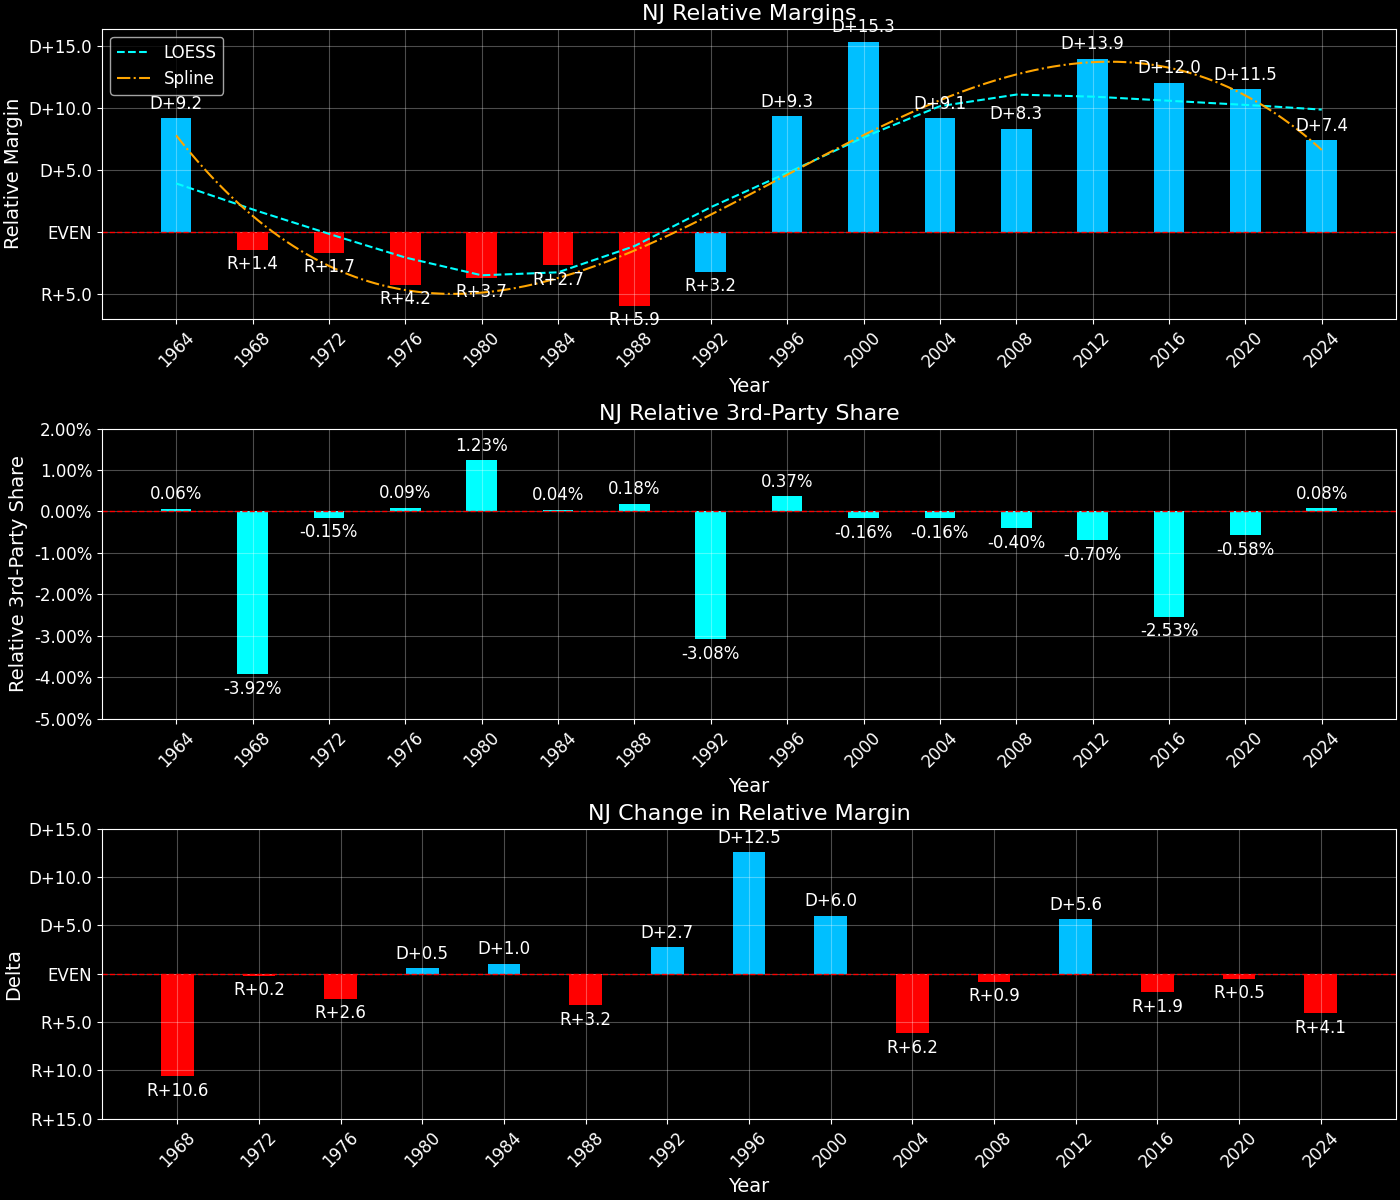 NJ Relative Margins
Relative Margin
D+15.0
D+10.0
D+5.0
EVEN
R+5.0
LOESS
Spline
D+9.2
R+1.4
R+1.7
R+4.2
R+3.7
R+2.7
R+5.9
R+3.2
D+9.3
D+15.3
D+9.1
D+8.3
D+13.9
D+12.0
D+11.5
D+7.4
1964
1968
1972
1976
1980
1984
1988
1992
1996
2000
2004
2008
2012
2016
2020
2024
Year
NJ Relative 3rd-Party Share
Relative 3rd-Party Share
2.00%
1.00%
0.00%
-1.00%
-2.00%
-3.00%
-4.00%
-5.00%
0.06%
-3.92%
-0.15%
0.09%
1.23%
0.04%
0.18%
-3.08%
0.37%
-0.16%
-0.16%
-0.40%
-0.70%
-2.53%
-0.58%
0.08%
1964
1968
1972
1976
1980
1984
1988
1992
1996
2000
2004
2008
2012
2016
2020
2024
Year
NJ Change in Relative Margin
Delta
D+15.0
D+10.0
D+5.0
EVEN
R+5.0
R+10.0
R+15.0
R+10.6
R+0.2
R+2.6
D+0.5
D+1.0
R+3.2
D+2.7
D+12.5
D+6.0
R+6.2
R+0.9
D+5.6
R+1.9
R+0.5
R+4.1
1968
1972
1976
1980
1984
1988
1992
1996
2000
2004
2008
2012
2016
2020
2024
Year